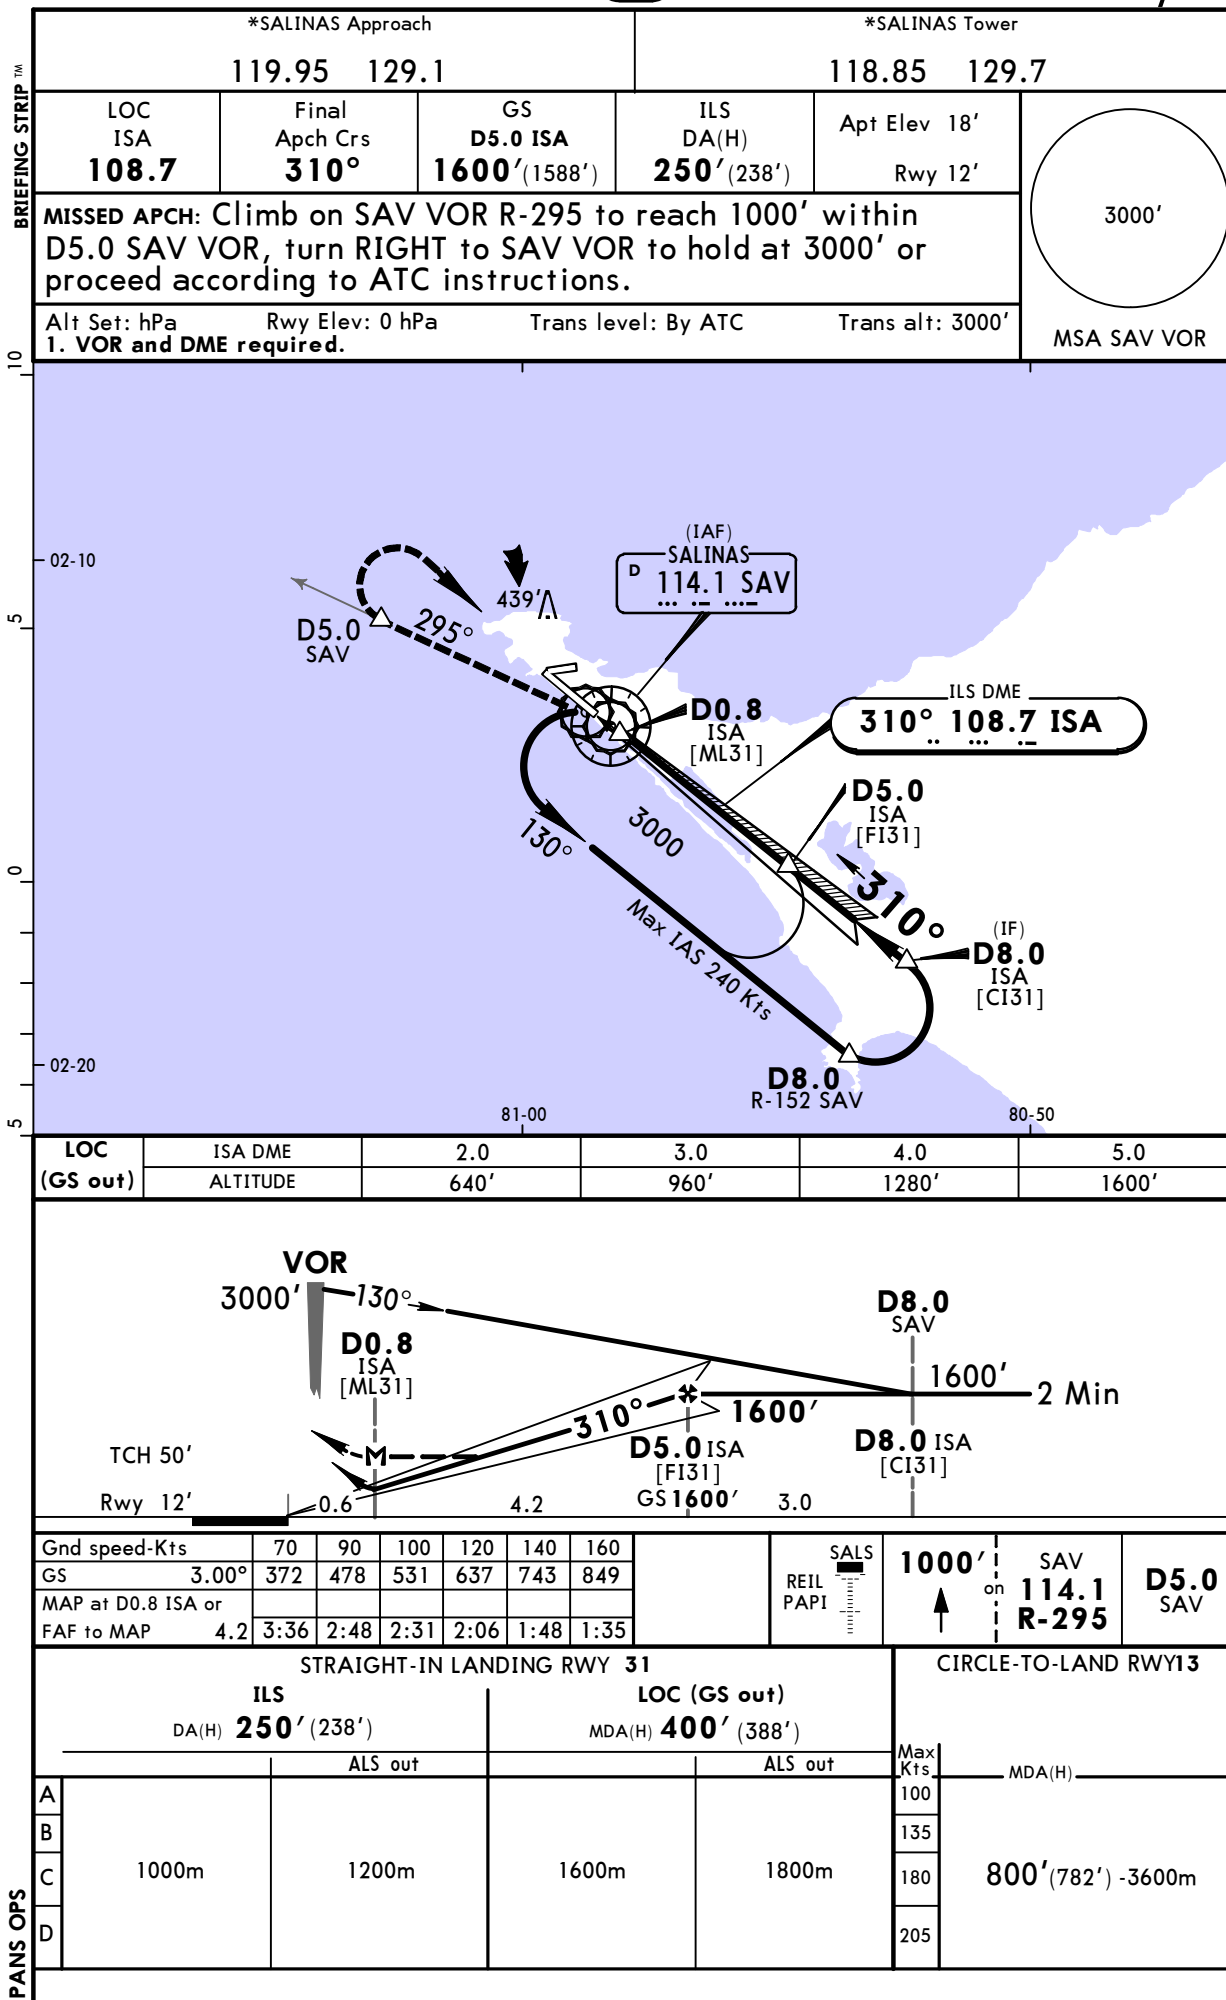 *SALINAS Approach
119.95 129.1
*SALINAS Tower
118.85 129.7
BRIEFING STRIP TM
LOC
ISA
108.7
Final
Apch Crs
310°
GS
D5.0 ISA
1600'(1588')
ILS
DA(H)
250'(238')
Apt Elev 18'
Rwy 12'
3000'
MSA SAV VOR
MISSED APCH: Climb on SAV VOR R-295 to reach 1000' within
D5.0 SAV VOR, turn RIGHT to SAV VOR to hold at 3000' or
proceed according to ATC instructions.
Alt Set: hPa Rwy Elev: 0 hPa Trans level: By ATC Trans alt: 3000'
1. VOR and DME required.
10
5
0
5
02-10
02-20
81-00
80-50
439'
(IAF)
SALINAS
D 114.1 SAV
D5.0
SAV
295°
D0.8
ISA
[ML31]
ILS DME
310° 108.7 ISA
D5.0
ISA
[FI31]
3000
130°
Max IAS 240 Kts
310°
(IF)
D8.0
ISA
[CI31]
D8.0
R-152 SAV
LOC
(GS out)
ISA DME 2.0 3.0 4.0 5.0
ALTITUDE 640' 960' 1280' 1600'
VOR
3000'
130°
D0.8
ISA
[ML31]
D8.0
SAV
1600'
2 Min
310°
1600'
D5.0 ISA
[FI31]
GS 1600'
D8.0 ISA
[CI31]
M
TCH 50'
Rwy 12'
0.6
4.2
3.0
Gnd speed-Kts 70 90 100 120 140 160
GS 3.00° 372 478 531 637 743 849
MAP at D0.8 ISA or
FAF to MAP 4.2 3:36 2:48 2:31 2:06 1:48 1:35
SALS
REIL
PAPI
1000'
on
SAV
114.1
R-295
D5.0
SAV
STRAIGHT-IN LANDING RWY 31
CIRCLE-TO-LAND RWY13
ILS
DA(H) 250'(238')
LOC (GS out)
MDA(H) 400'(388')
ALS out
ALS out
Max
Kts
MDA(H)
A
B
C
D
1000m
1200m
1600m
1800m
100
135
180
205
800'(782') -3600m
PANS OPS